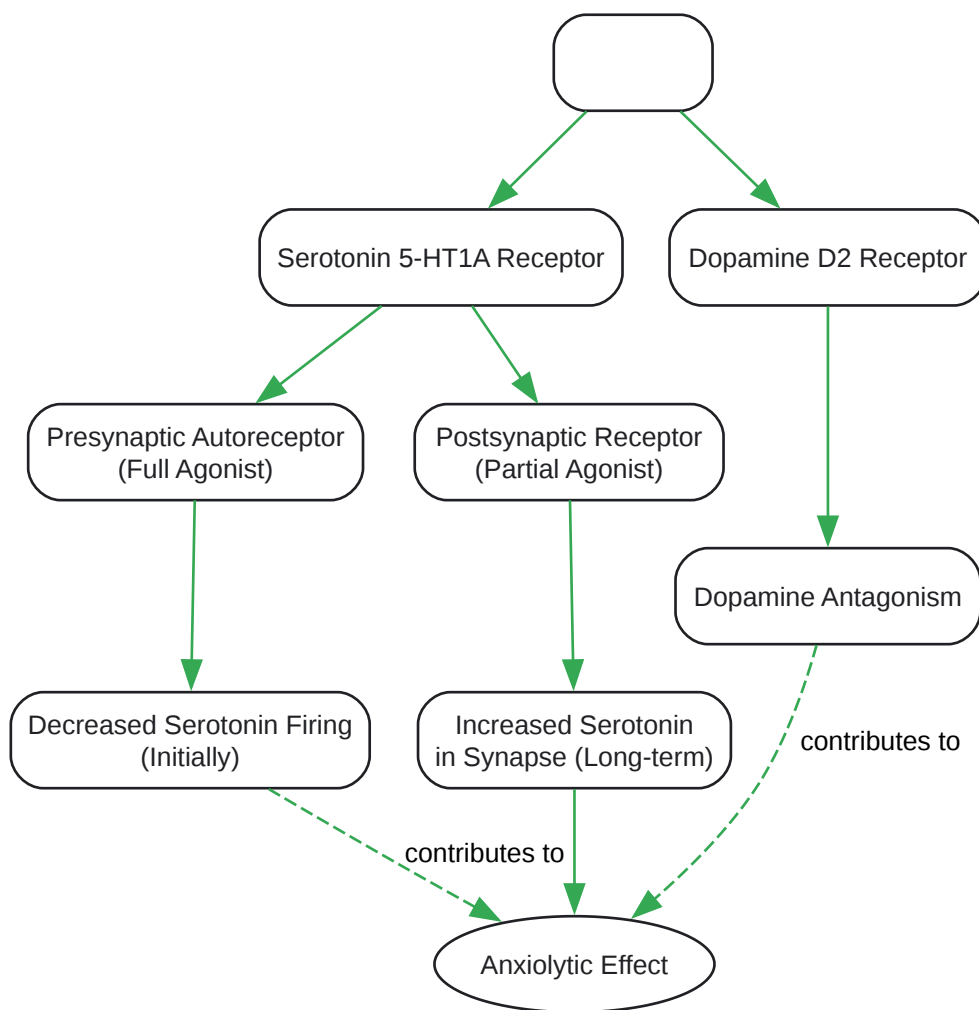 Serotonin 5-HT1A Receptor
Dopamine D2 Receptor
Presynaptic Autoreceptor
(Full Agonist)
Postsynaptic Receptor
(Partial Agonist)
Dopamine Antagonism
Decreased Serotonin Firing
(Initially)
Increased Serotonin
in Synapse (Long-term)
contributes to
contributes to
Anxiolytic Effect